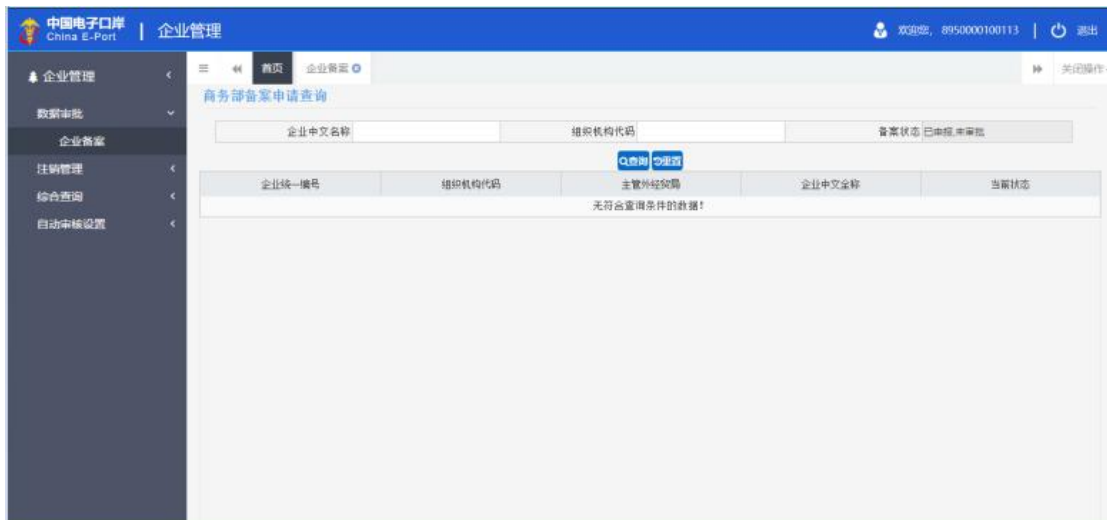 中国电子口岸
China E-Port
企业管理
欢迎您，8950000100113
退出
企业管理
首页
企业备案
关闭操作
商务部备案申请查询
数据审批
企业备案
注销管理
综合查询
自动审核设置
企业中文名称
组织机构代码
备案状态 已申报,未审批
查询 重置
企业统一编号 组织机构代码 主管外经贸局 企业中文全称 当前状态
无符合查询条件的数据!